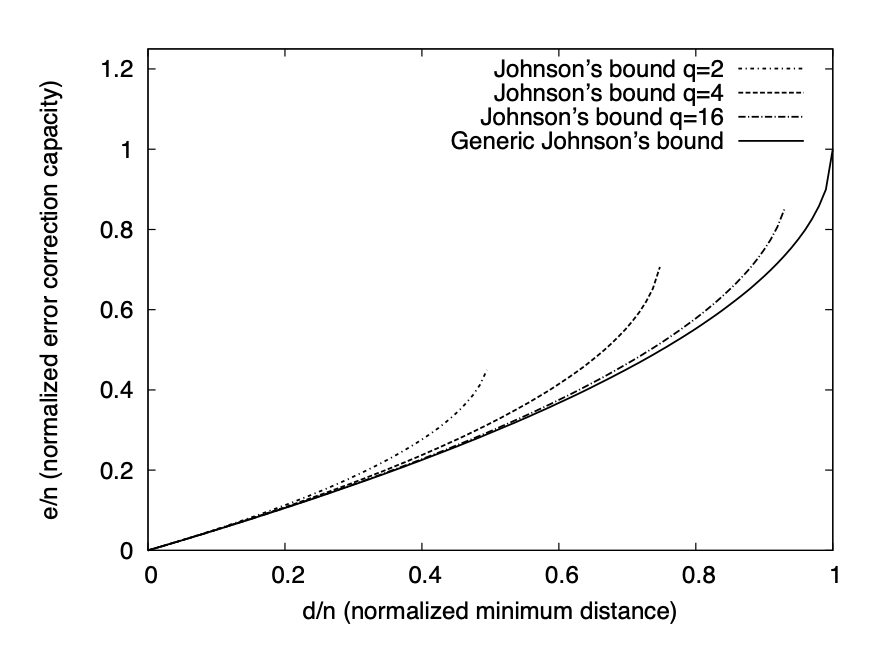 1.2
1
0.8
0.6
0.4
0.2
0
e/n (normalized error correction capacity)
Johnson's bound q=2
Johnson's bound q=4
Johnson's bound q=16
Generic Johnson's bound
0 0.2 0.4 0.6 0.8 1
d/n (normalized minimum distance)